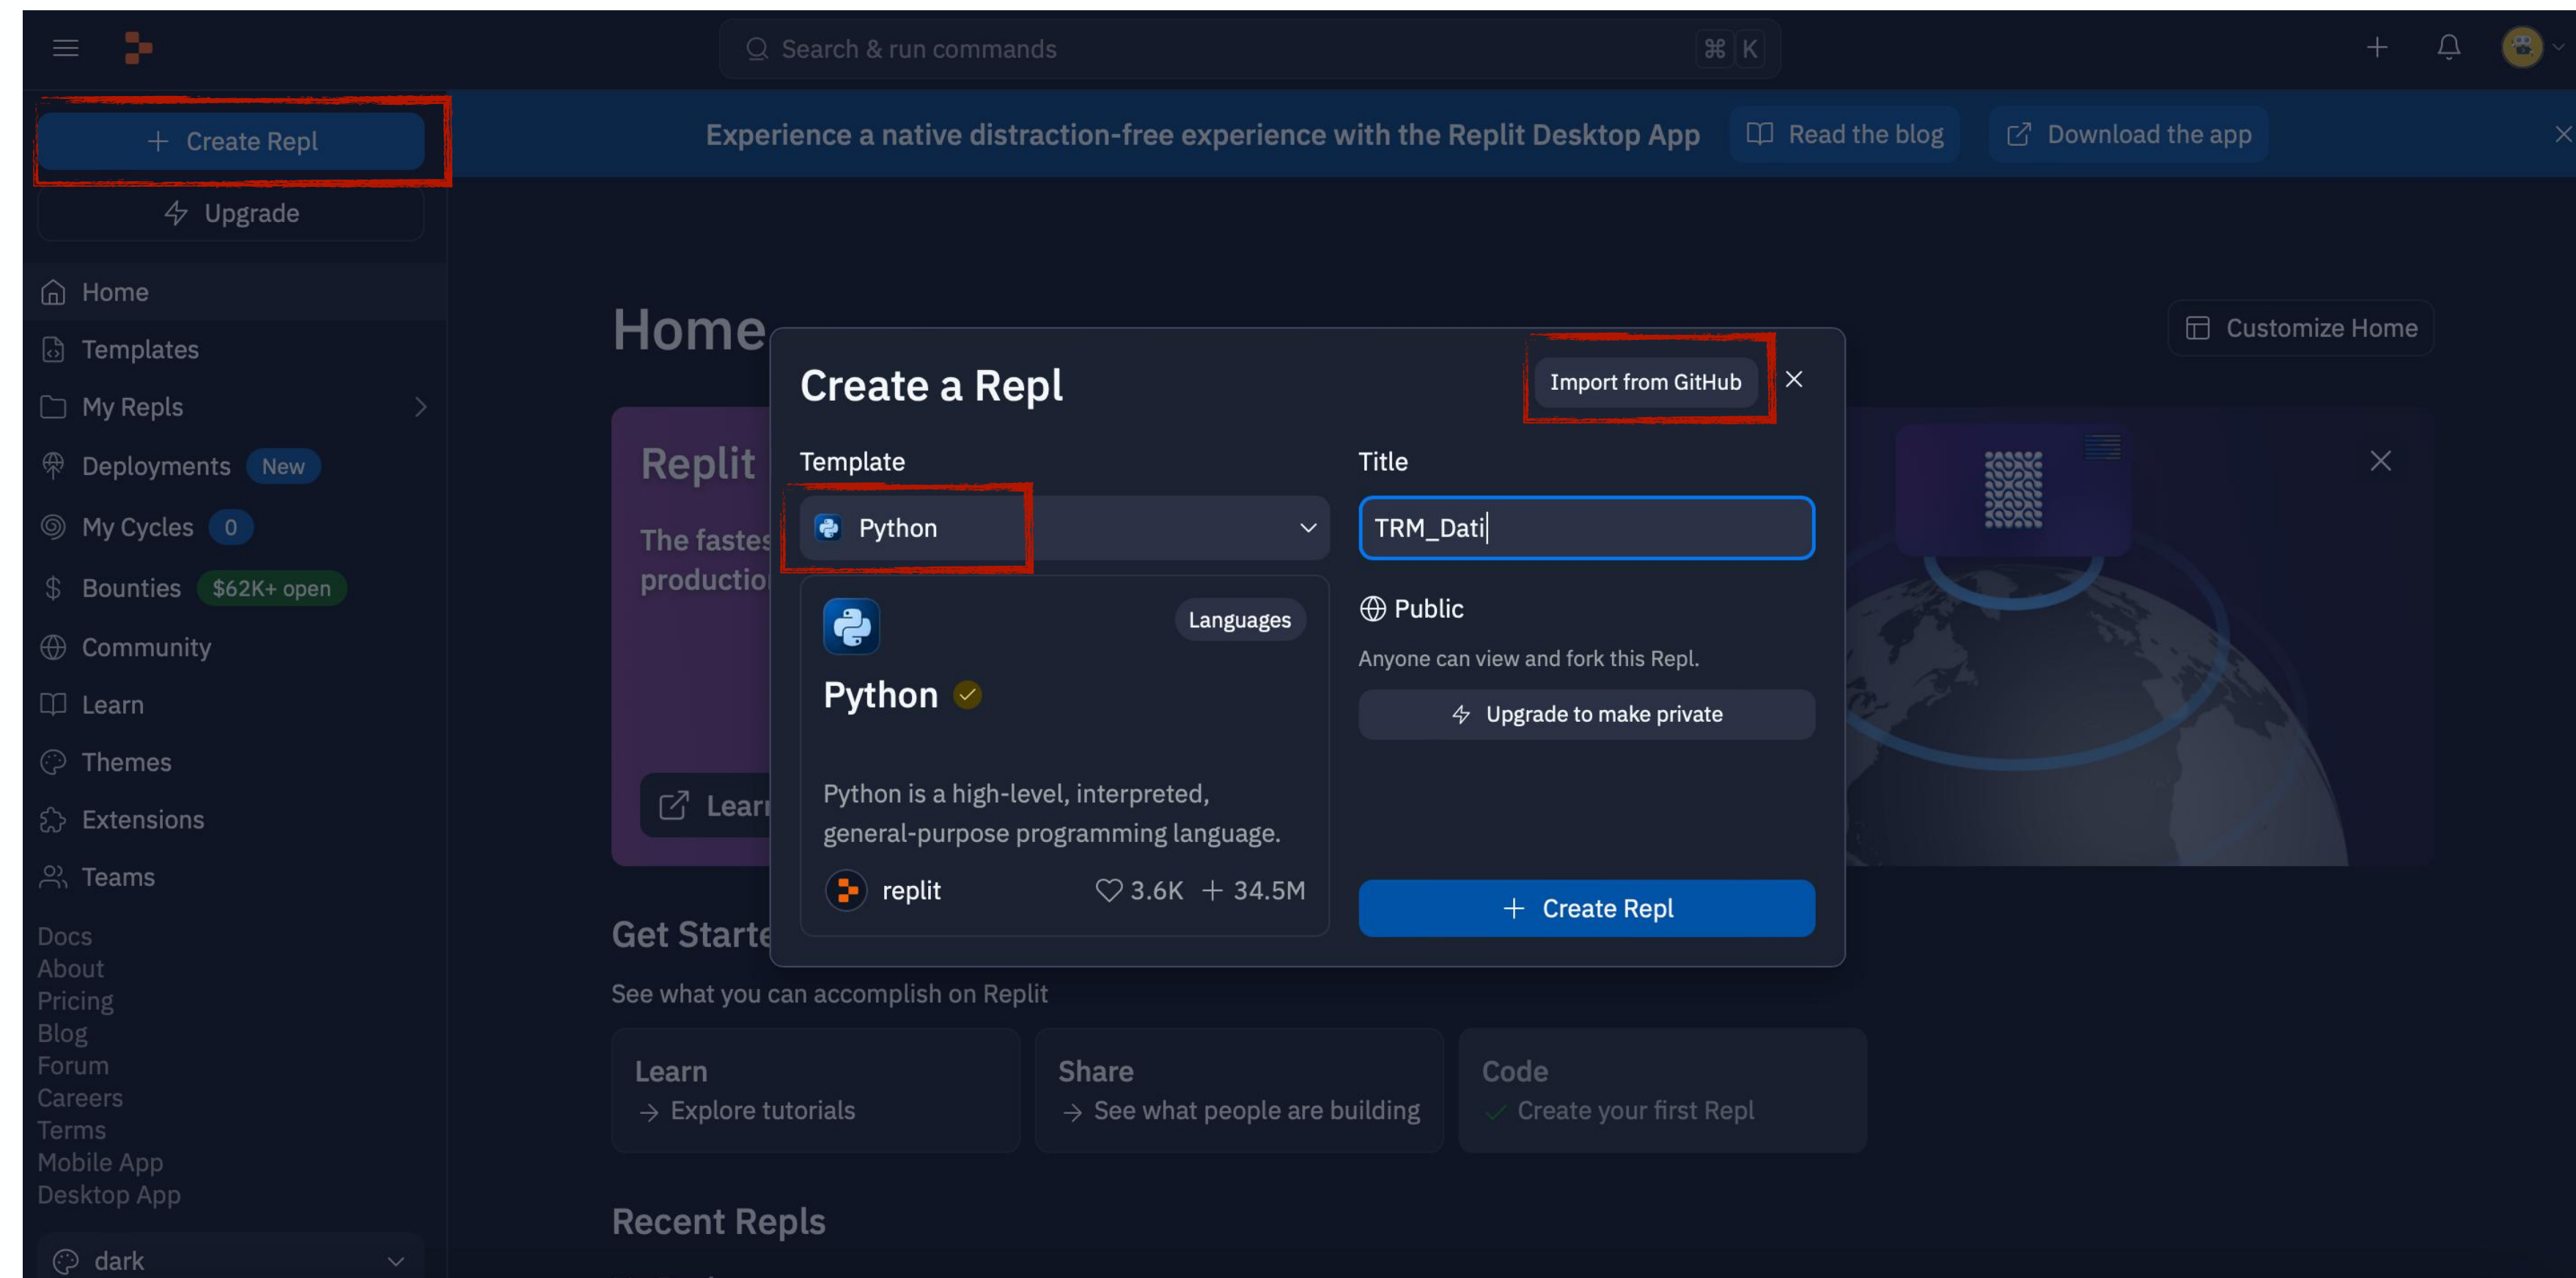 Search & run commands
⌘ K
+ Create Repl
Experience a native distraction-free experience with the Replit Desktop App
Read the blog
Download the app
Upgrade
Home
Templates
My Repls
Deployments New
My Cycles 0
Bounties $62K+ open
Community
Learn
Themes
Extensions
Teams
Docs
About
Pricing
Blog
Forum
Careers
Terms
Mobile App
Desktop App
dark
Home
Customize Home
Replit
The
Create a Repl
Import from GitHub
Template
Python
Python
Languages
Python is a high-level, interpreted,
general-purpose programming language.
replit
3.6K + 34.5M
Title
TRM_Dati
Public
Anyone can view and fork this Repl.
Upgrade to make private
+ Create Repl
See what you can accomplish on Replit
Learn
→ Explore tutorials
Share
→ See what people are building
Code
✓ Create your first Repl
Recent Repls